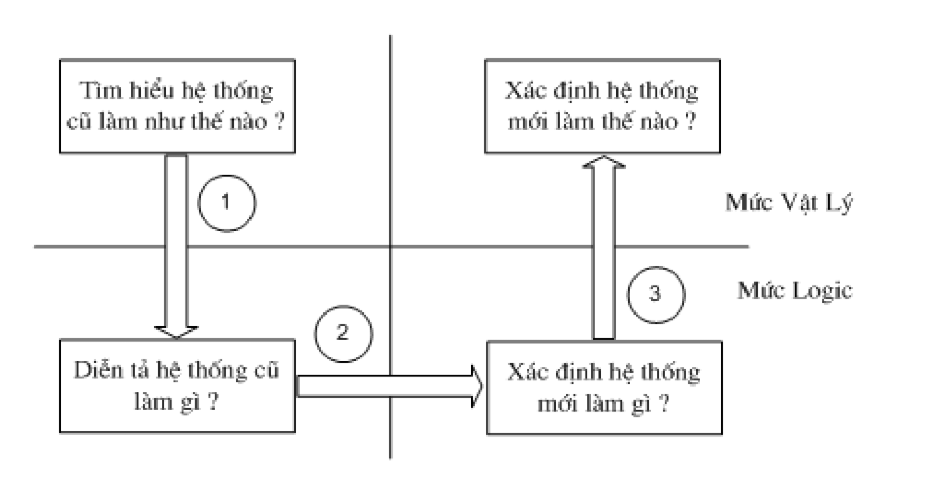 Tìm hiểu hệ thống
cũ làm như thế nào ?
Xác định hệ thống
mới làm thế nào ?
1
Mức Vật Lý
Mức Logic
3
2
Diễn tả hệ thống cũ
làm gì ?
Xác định hệ thống
mới làm gì ?